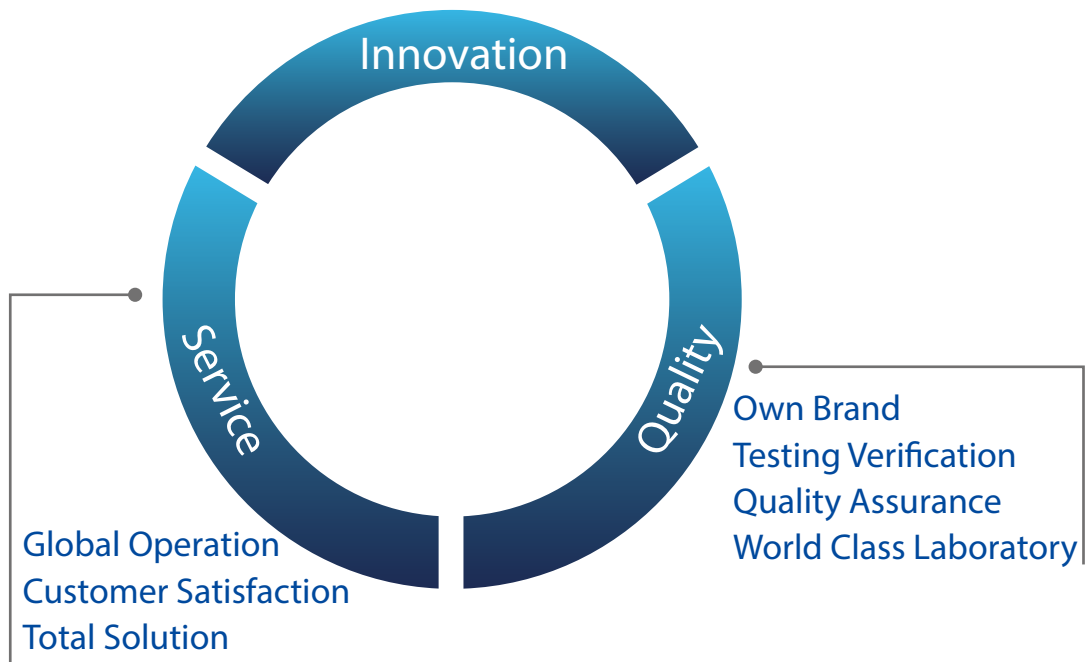 Innovation
Service
Quality
Own Brand
Testing Verification
Quality Assurance
World Class Laboratory
Global Operation
Customer Satisfaction
Total Solution